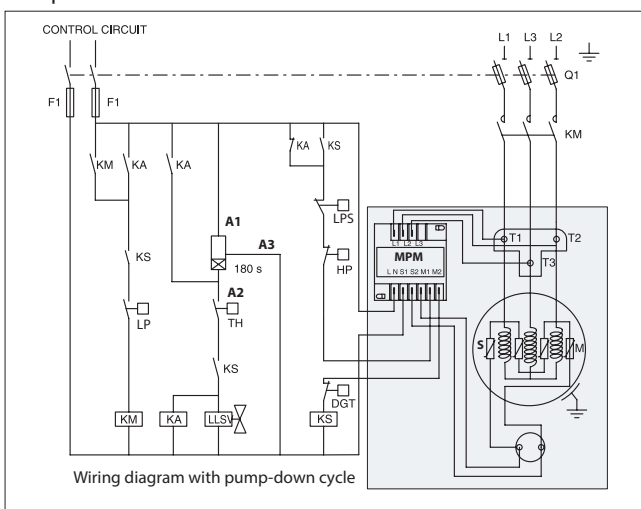 CONTROL CIRCUIT
L1 L3 L2
F1 F1
Q1
KM
KM KA KA
KA KS
A1
A3
180 s
LPS
HP
A2
TH
KS
LP
KS
DGT
KM KA LLSV KS
L1 L2 L3
MPM
L N S1 S2 M1 M2
T1 T2
T3
S M
Wiring diagram with pump-down cycle